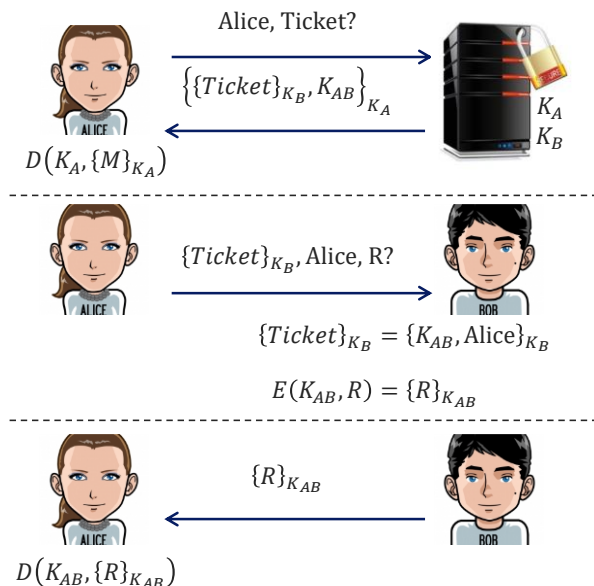 Alice, Ticket?
{{Ticket}_{K_B}, K_{AB}}_{K_A}
ALICE
SECURE
K_A
K_B
D(K_A, {M}_{K_A})
{Ticket}_{K_B}, Alice, R?
ALICE
BOB
{Ticket}_{K_B} = {K_{AB}, Alice}_{K_B}
E(K_{AB}, R) = {R}_{K_{AB}}
{R}_{K_{AB}}
ALICE
BOB
D(K_{AB}, {R}_{K_{AB}})